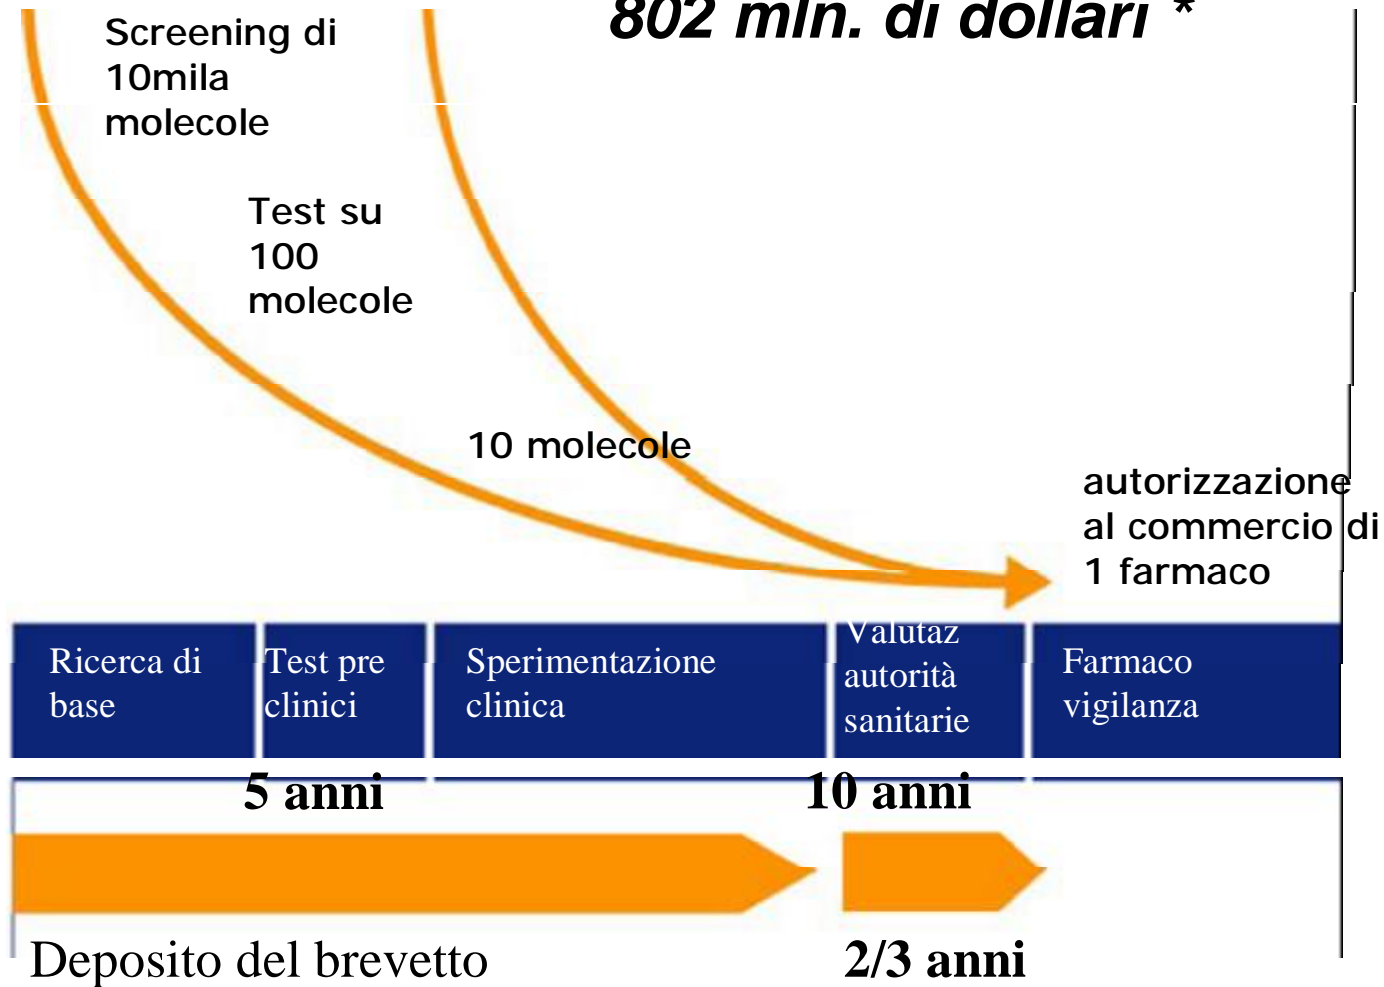 802 mln. di dollari *
Screening di
10mila
molecole
Test su
100
molecole
10 molecole
autorizzazione
al commercio di
1 farmaco
Ricerca di
base
Test pre
clinici
Sperimentazione
clinica
Valutaz
autorità
sanitarie
Farmaco
vigilanza
5 anni
10 anni
Deposito del brevetto
2/3 anni